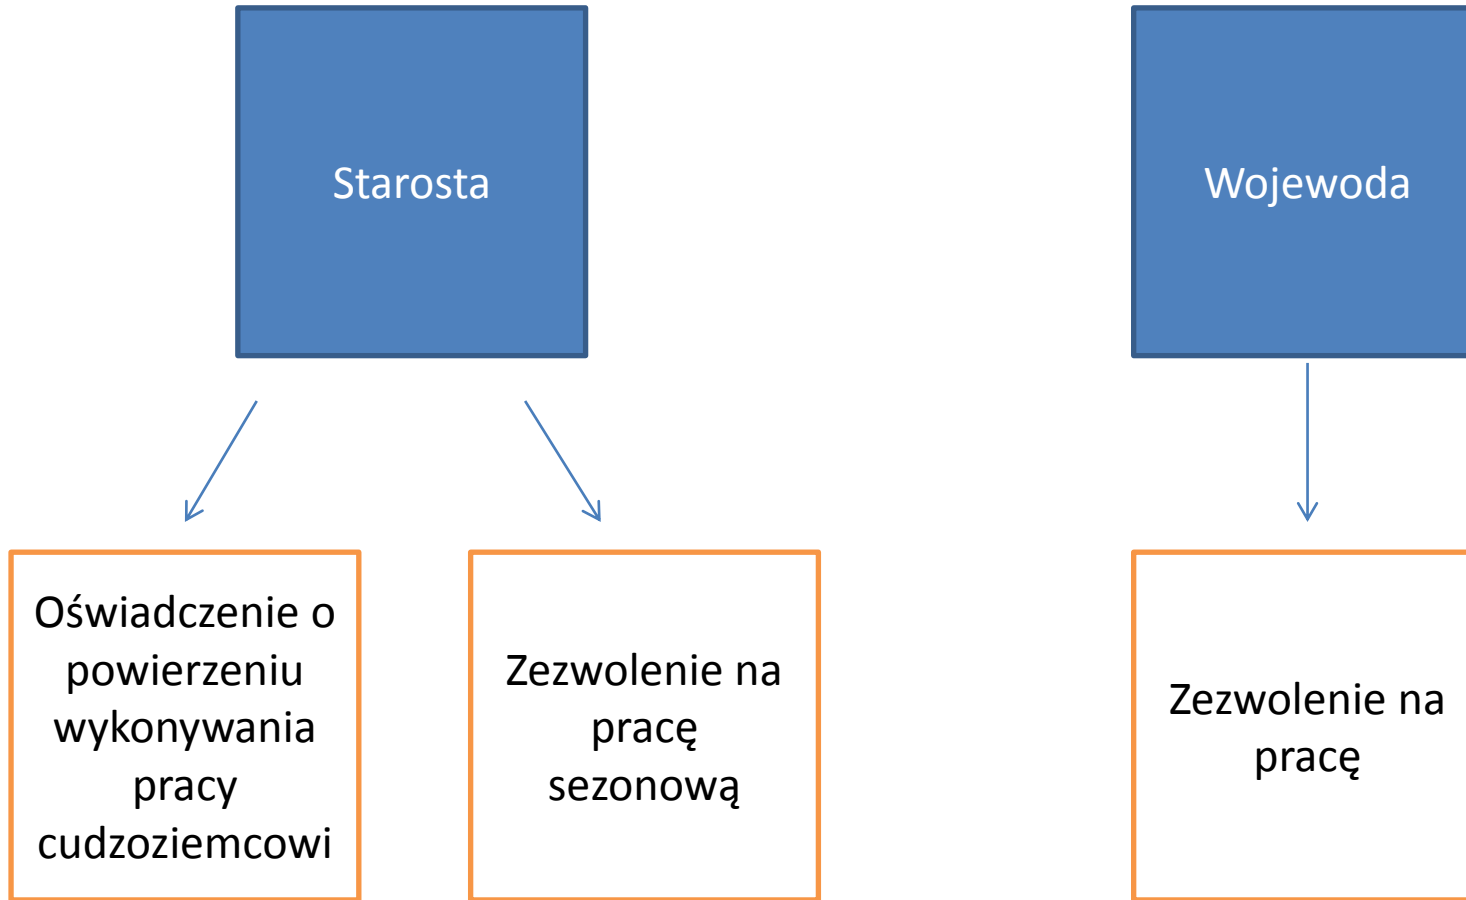 Starosta
Wojewoda
Oświadczenie o
powierzeniu
wykonywania
pracy
cudzoziemcowi
Zezwolenie na
pracę
sezonową
Zezwolenie na
pracę